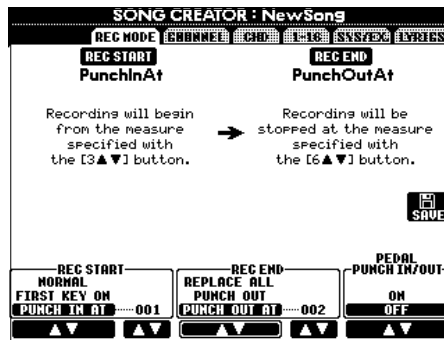 SONG CREATOR : NewSong
REC MODE CHANNEL CHD 1-16 SYS/EX. LYRICS
REC START REC END
PunchInAt PunchOutAt
Recording will begin
from the measure
specified with
the [3▲▼] button.
Recording will be
stopped at the measure
specified with
the [6▲▼] button.
SAVE
REC START
NORMAL
FIRST KEY ON
PUNCH IN AT 001
REC END
REPLACE ALL
PUNCH OUT
PUNCH OUT AT 002
PEDAL
PUNCH IN/OUT
ON
OFF